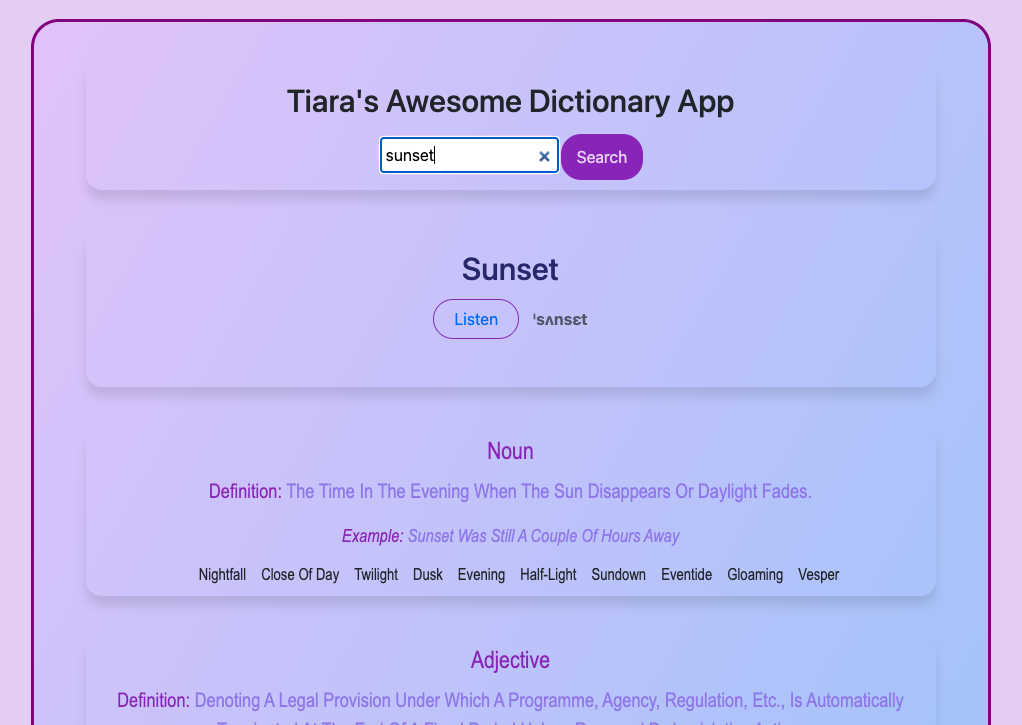 Tiara's Awesome Dictionary App
sunset × Search
Sunset
Listen ˈsʌnsɛt
Noun
Definition: The Time In The Evening When The Sun Disappears Or Daylight Fades.
Example: Sunset Was Still A Couple Of Hours Away
Nightfall Close Of Day Twilight Dusk Evening Half-Light Sundown Eventide Gloaming Vesper
Adjective
Definition: Denoting A Legal Provision Under Which A Programme, Agency, Regulation, Etc., Is Automatically